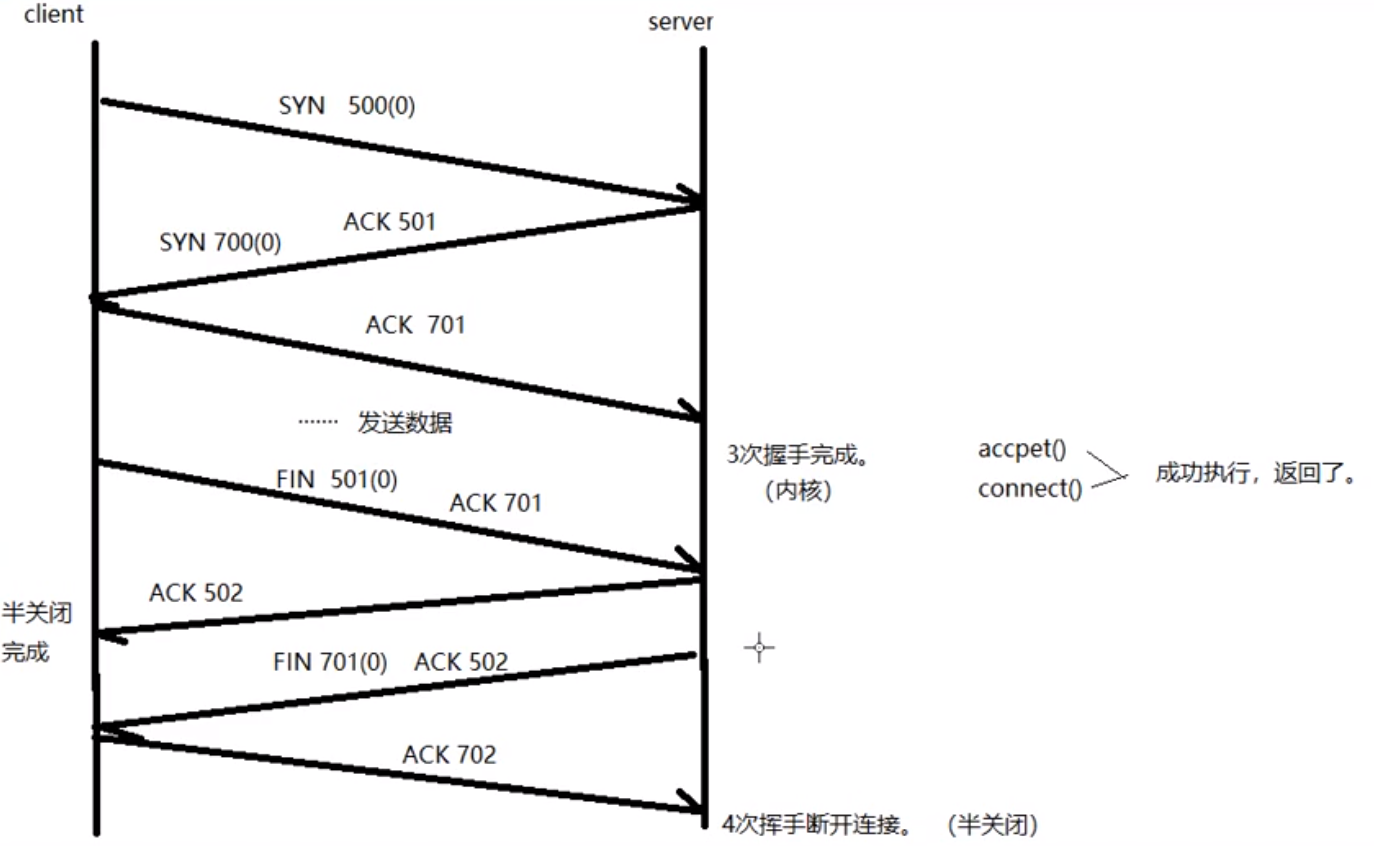 client
server
SYN 500(0)
ACK 501
SYN 700(0)
ACK 701
······· 发送数据
3次握手完成。
（内核）
accpet()
connect()
成功执行，返回了。
FIN 501(0)
ACK 701
ACK 502
半关闭
完成
FIN 701(0) ACK 502
ACK 702
4次挥手断开连接。 （半关闭）